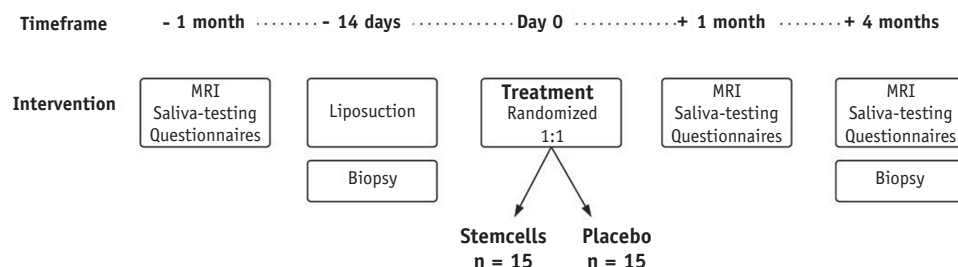 Timeframe - 1 month ........ - 14 days ............ Day 0 ............ + 1 month ........ + 4 months
Intervention
MRI
Saliva-testing
Questionnaires
Liposuction
Biopsy
Treatment
Randomized
1:1
Stemcells
n = 15
Placebo
n = 15
MRI
Saliva-testing
Questionnaires
MRI
Saliva-testing
Questionnaires
Biopsy